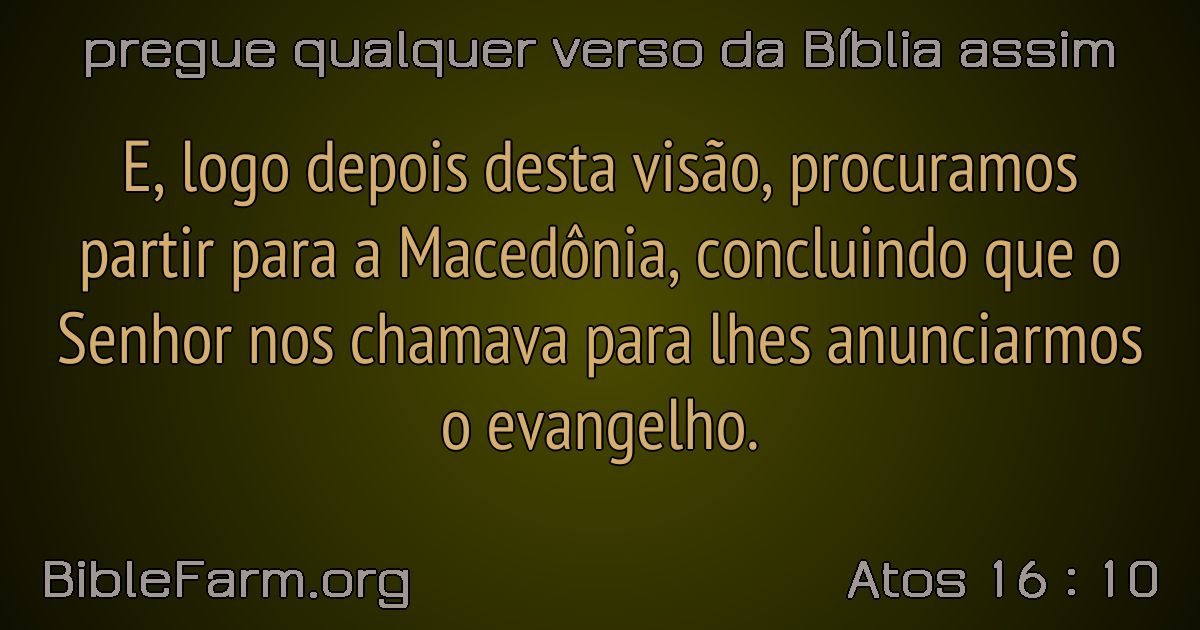 pregue qualquer verso da Bíblia assim
E, logo depois desta visão, procuramos
partir para a Macedônia, concluindo que o
Senhor nos chamava para lhes anunciarmos
o evangelho.
BibleFarm.org
Atos 16 : 10